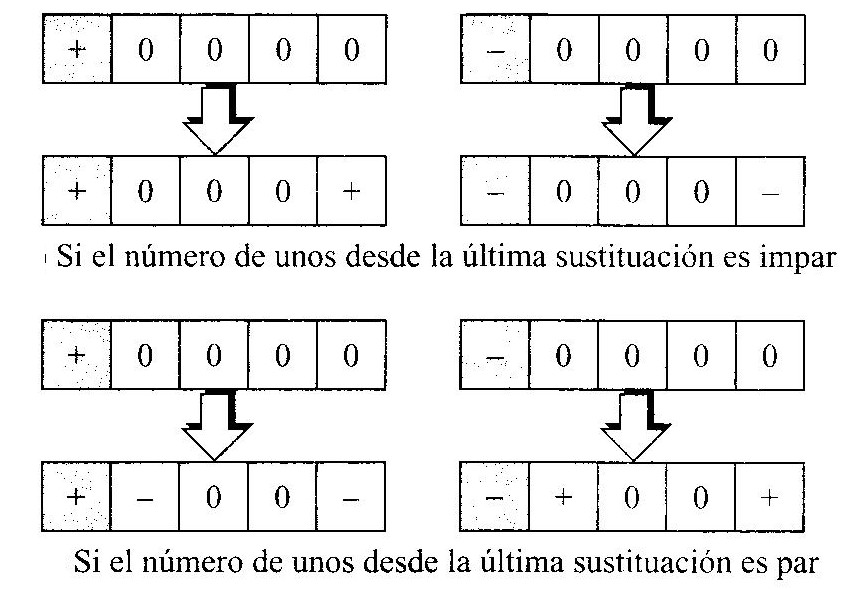 + 0 0 0 0 − 0 0 0 0
+ 0 0 0 + − 0 0 0 −
Si el número de unos desde la última sustituación es impar
+ 0 0 0 0 − 0 0 0 0
+ − 0 0 − − + 0 0 +
Si el número de unos desde la última sustituación es par